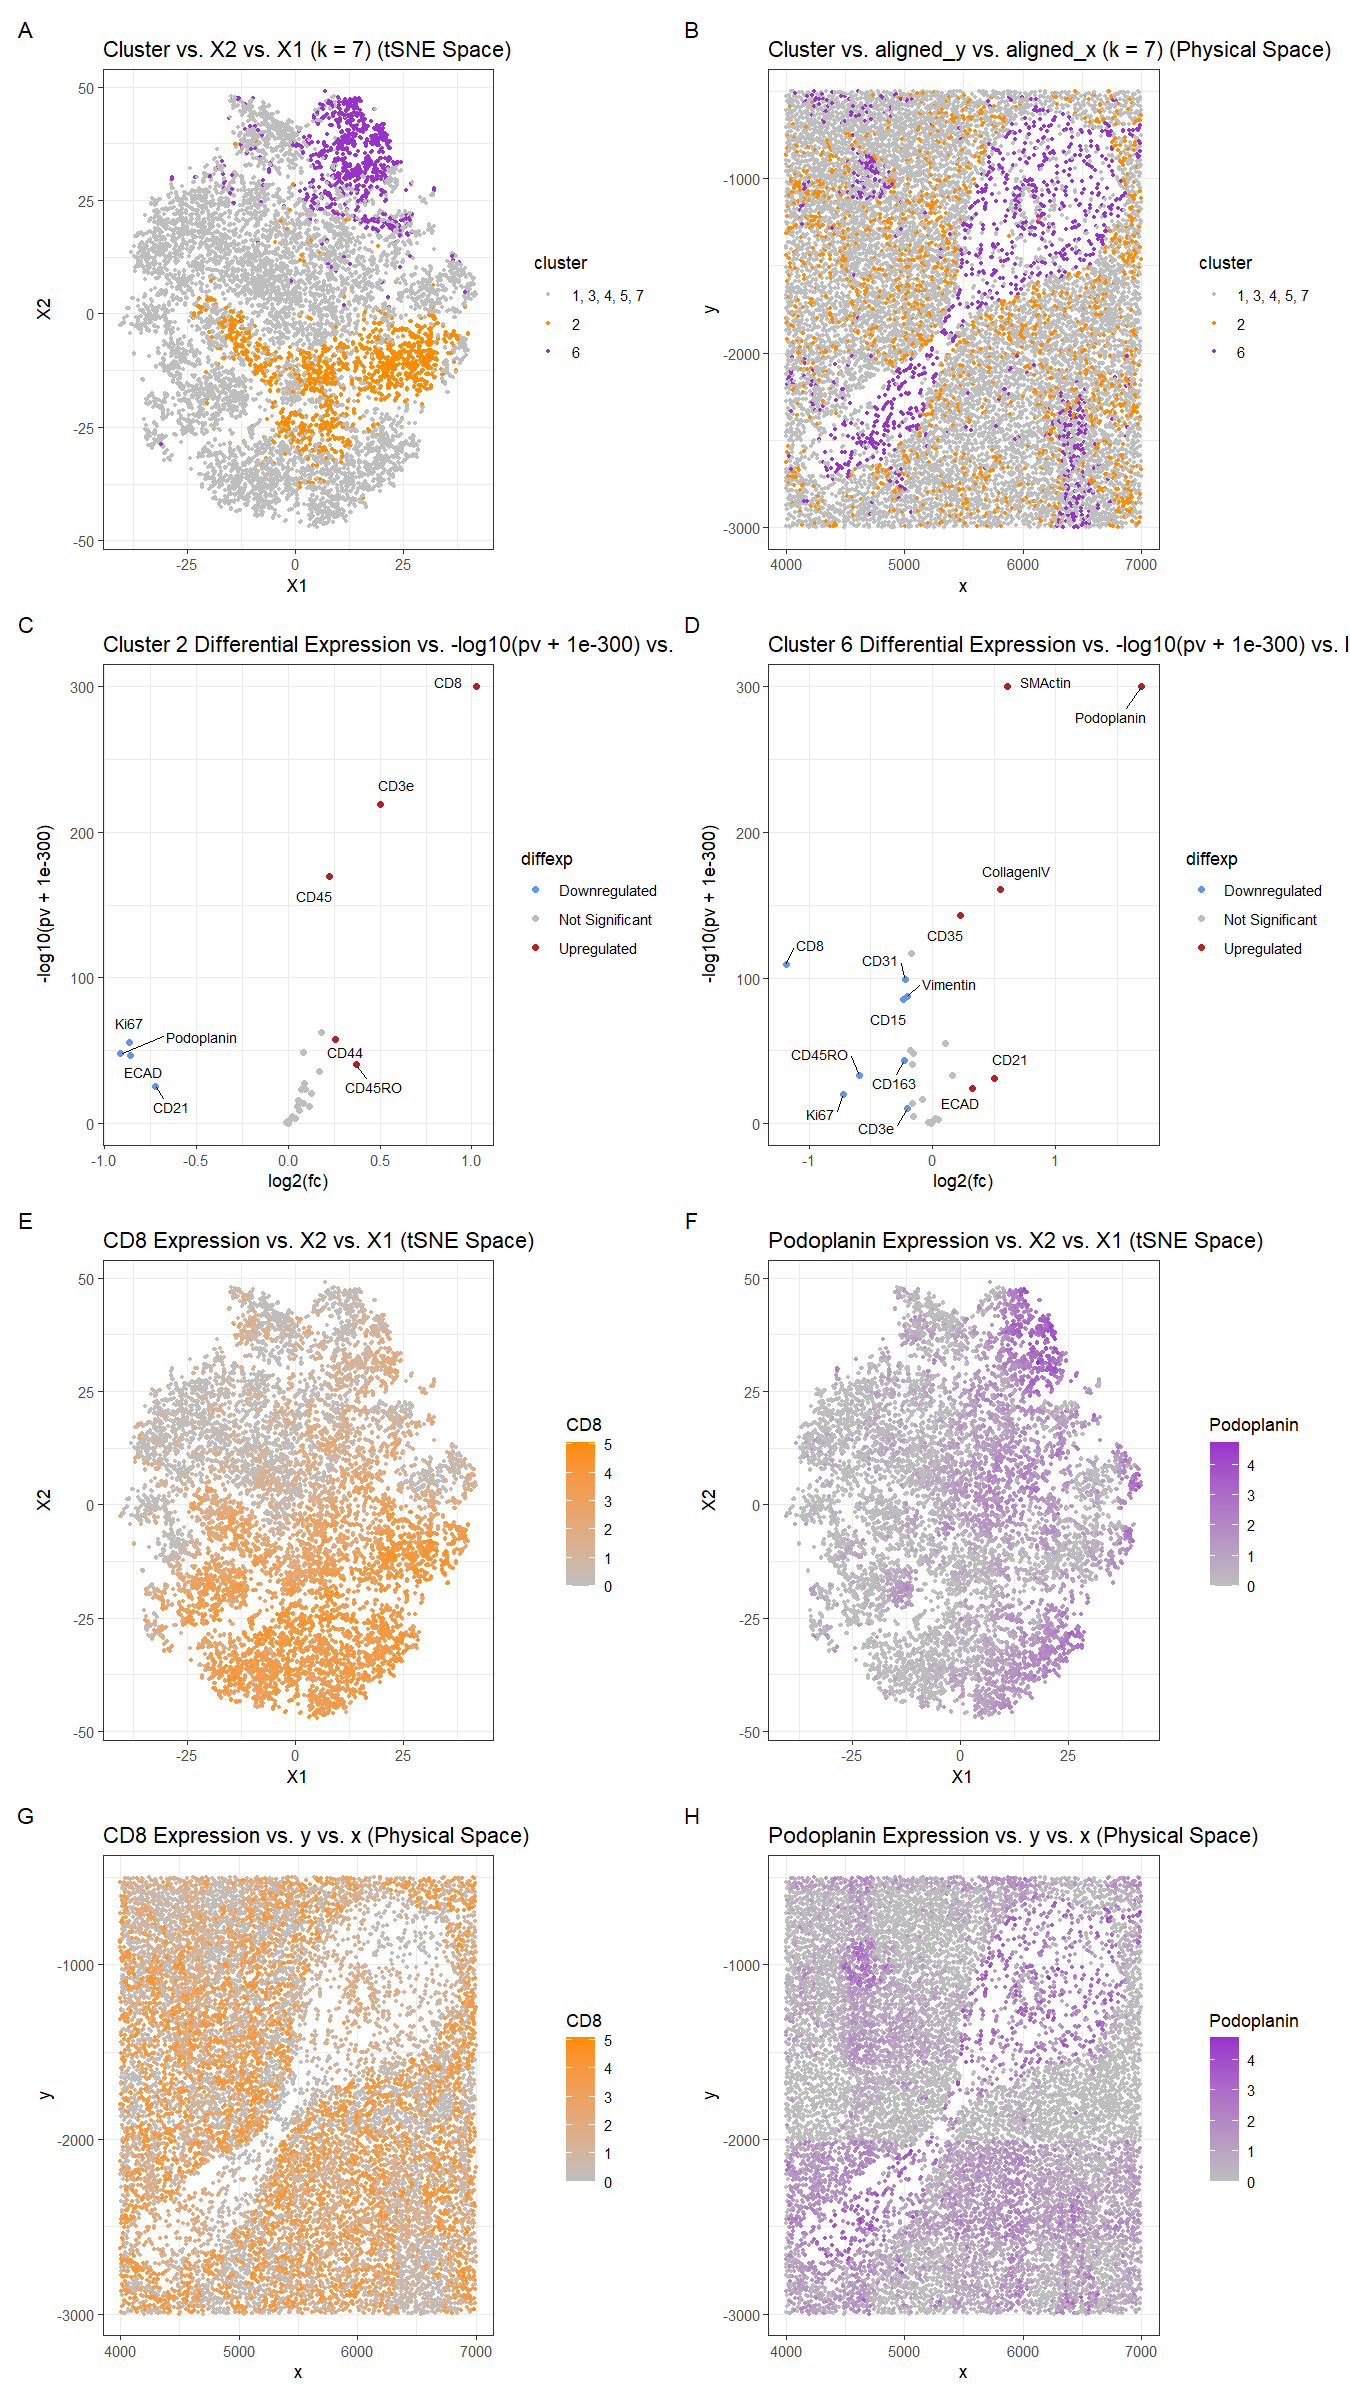 A
Cluster vs. X2 vs. X1 (k = 7) (tSNE Space)
50
25
0
-25
-50
X2
-25
0
25
X1
cluster
1, 3, 4, 5, 7
2
6
B
Cluster vs. aligned_y vs. aligned_x (k = 7) (Physical Space)
-1000
-2000
-3000
y
4000
5000
6000
7000
x
cluster
1, 3, 4, 5, 7
2
6
C
Cluster 2 Differential Expression vs. -log10(pv + 1e-300) vs.
300
200
100
0
-log10(pv + 1e-300)
CD8
CD3e
CD45
Ki67
Podoplanin
ECAD
CD21
CD44
CD45RO
-1.0
-0.5
0.0
0.5
1.0
log2(fc)
diffexp
Downregulated
Not Significant
Upregulated
D
Cluster 6 Differential Expression vs. -log10(pv + 1e-300) vs. l
300
200
100
0
-log10(pv + 1e-300)
SMActin
Podoplanin
CollagenIV
CD35
CD8
CD31
Vimentin
CD15
CD45RO
CD163
CD21
Ki67
ECAD
CD3e
-1
0
1
log2(fc)
diffexp
Downregulated
Not Significant
Upregulated
E
CD8 Expression vs. X2 vs. X1 (tSNE Space)
50
25
0
-25
-50
X2
-25
0
25
X1
CD8
5
4
3
2
1
0
F
Podoplanin Expression vs. X2 vs. X1 (tSNE Space)
50
25
0
-25
-50
X2
-25
0
25
X1
Podoplanin
4
3
2
1
0
G
CD8 Expression vs. y vs. x (Physical Space)
-1000
-2000
-3000
y
4000
5000
6000
7000
x
CD8
5
4
3
2
1
0
H
Podoplanin Expression vs. y vs. x (Physical Space)
-1000
-2000
-3000
y
4000
5000
6000
7000
x
Podoplanin
4
3
2
1
0